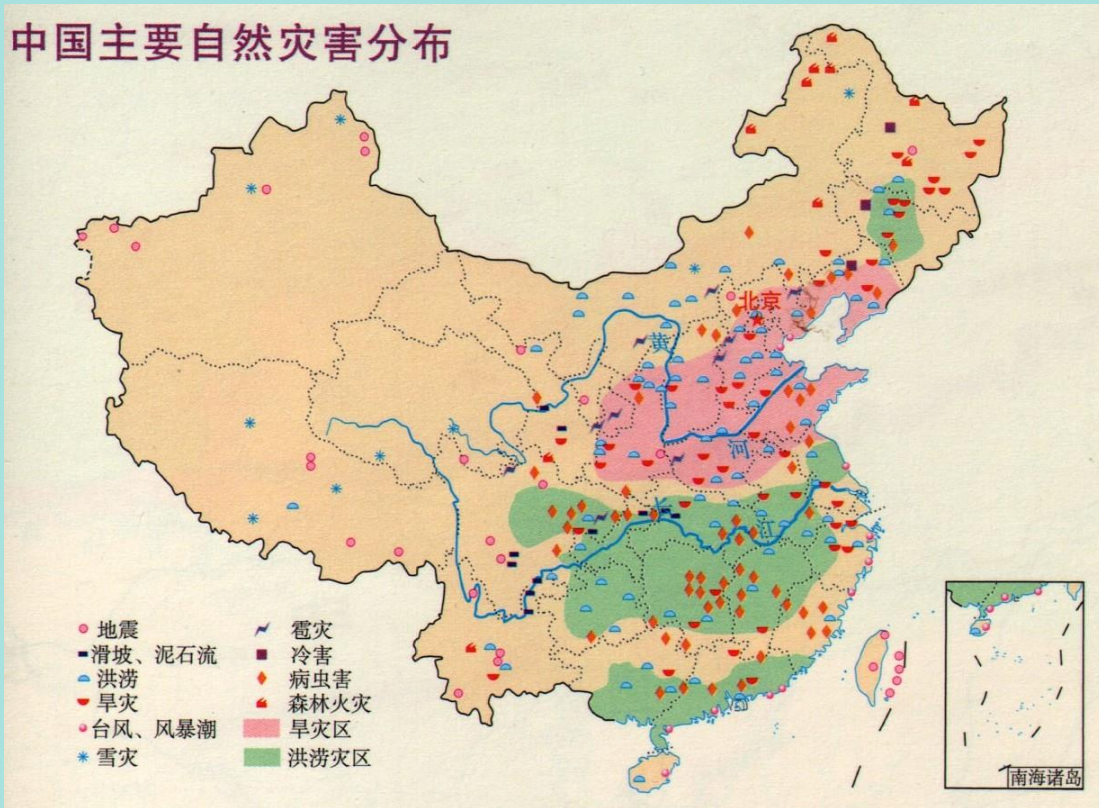 中国主要自然灾害分布
北京
黄
河
长
江
地震
滑坡、泥石流
洪涝
旱灾
台风、风暴潮
雪灾
雹灾
冷害
病虫害
森林火灾
旱灾区
洪涝灾区
南海诸岛